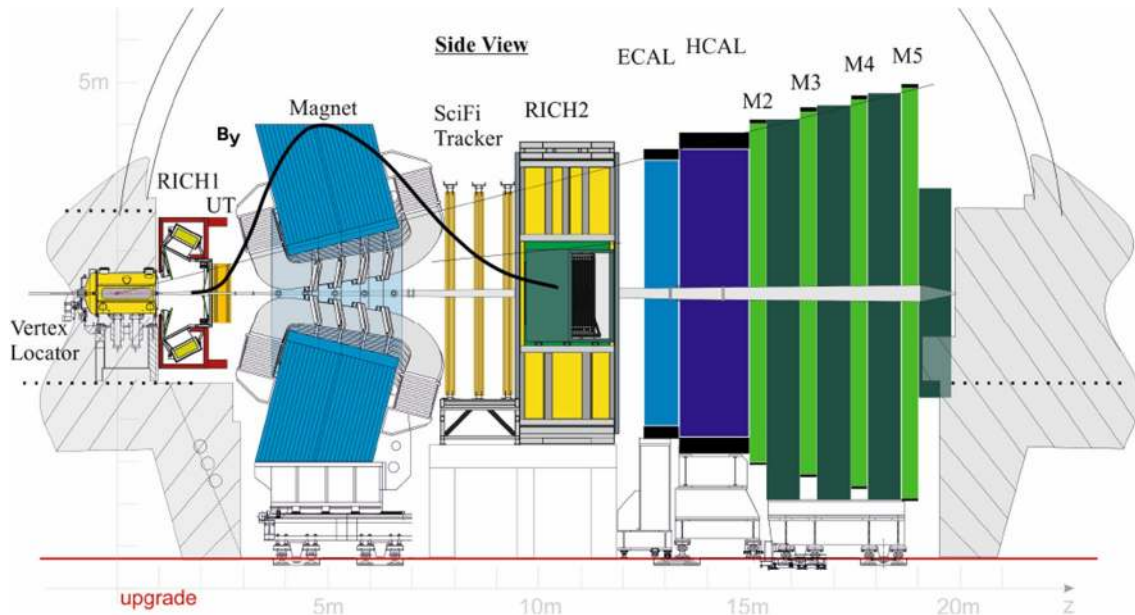 Side View
ECAL
HCAL
5m
M2
M3
M4
M5
Magnet
By
SciFi
Tracker
RICH2
RICH1
UT
Vertex
Locator
upgrade
5m
10m
15m
20m
z